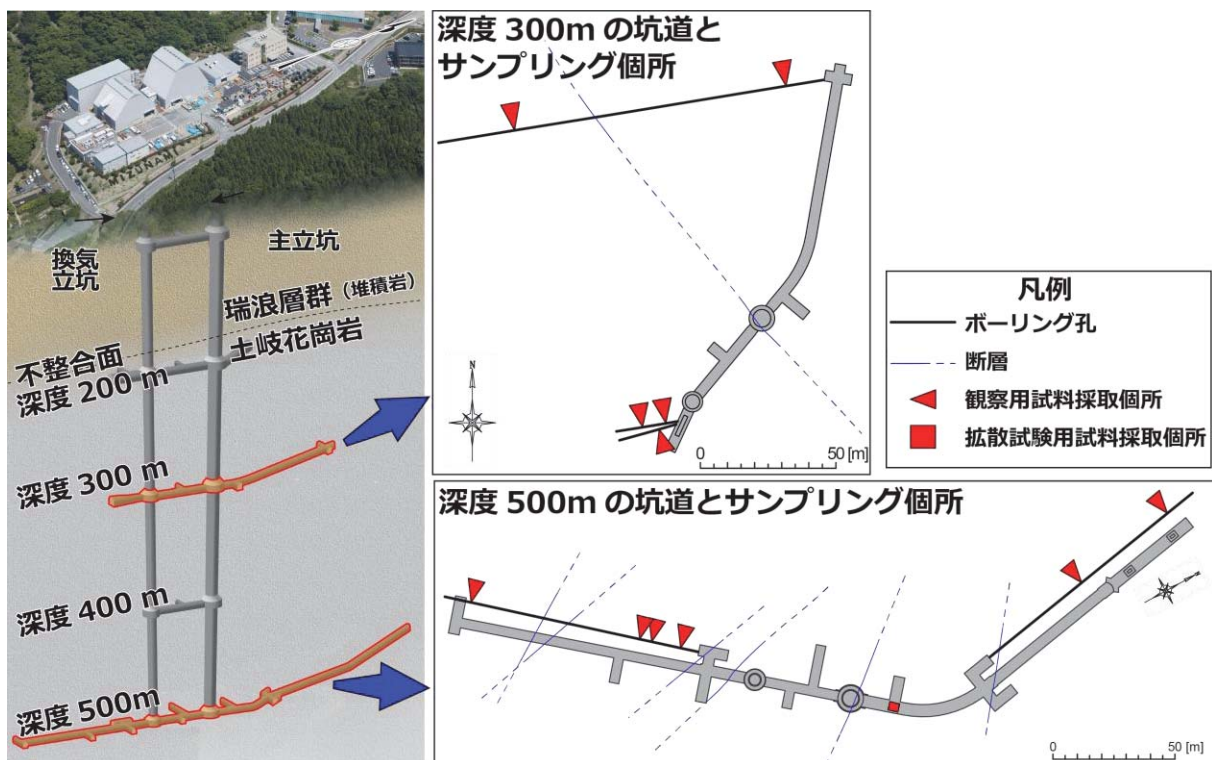 MIZUNAMI
換気
立坑
主立坑
瑞浪層群（堆積岩）
土岐花崗岩
不整合面
深度 200 m
深度 300 m
深度 400 m
深度 500m
深度 300m の坑道と
サンプリング個所
N
0 50 [m]
凡例
ボーリング孔
断層
観察用試料採取個所
拡散試験用試料採取個所
深度 500m の坑道とサンプリング個所
0 50 [m]